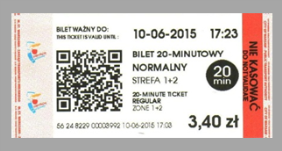 BILET WAŻNY DO:
THIS TICKET IS VALID UNTIL:
10-06-2015 17:23
BILET 20-MINUTOWY
NORMALNY
STREFA 1+2
20-MINUTE TICKET
REGULAR
ZONE 1+2
20
min
NIE KASOWAĆ
DO NOT VALIDATE
3,40 zł
56 24 8229 00003992 10-06-2015 17:03